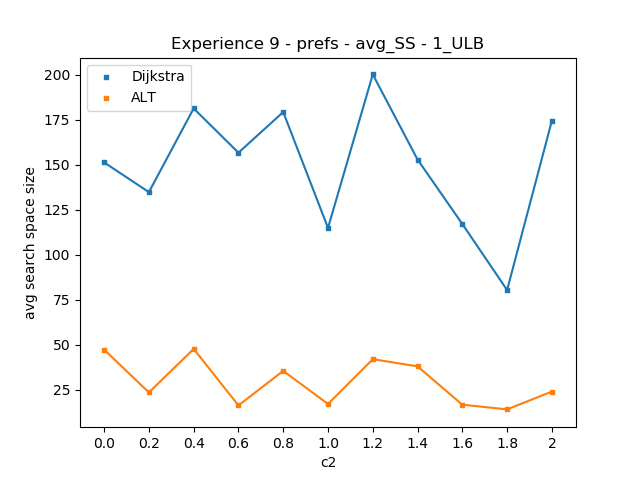 Experience 9 - prefs - avg_SS - 1_ULB
Dijkstra
ALT
avg search space size
200
175
150
125
100
75
50
25
0.0 0.2 0.4 0.6 0.8 1.0 1.2 1.4 1.6 1.8 2
c2